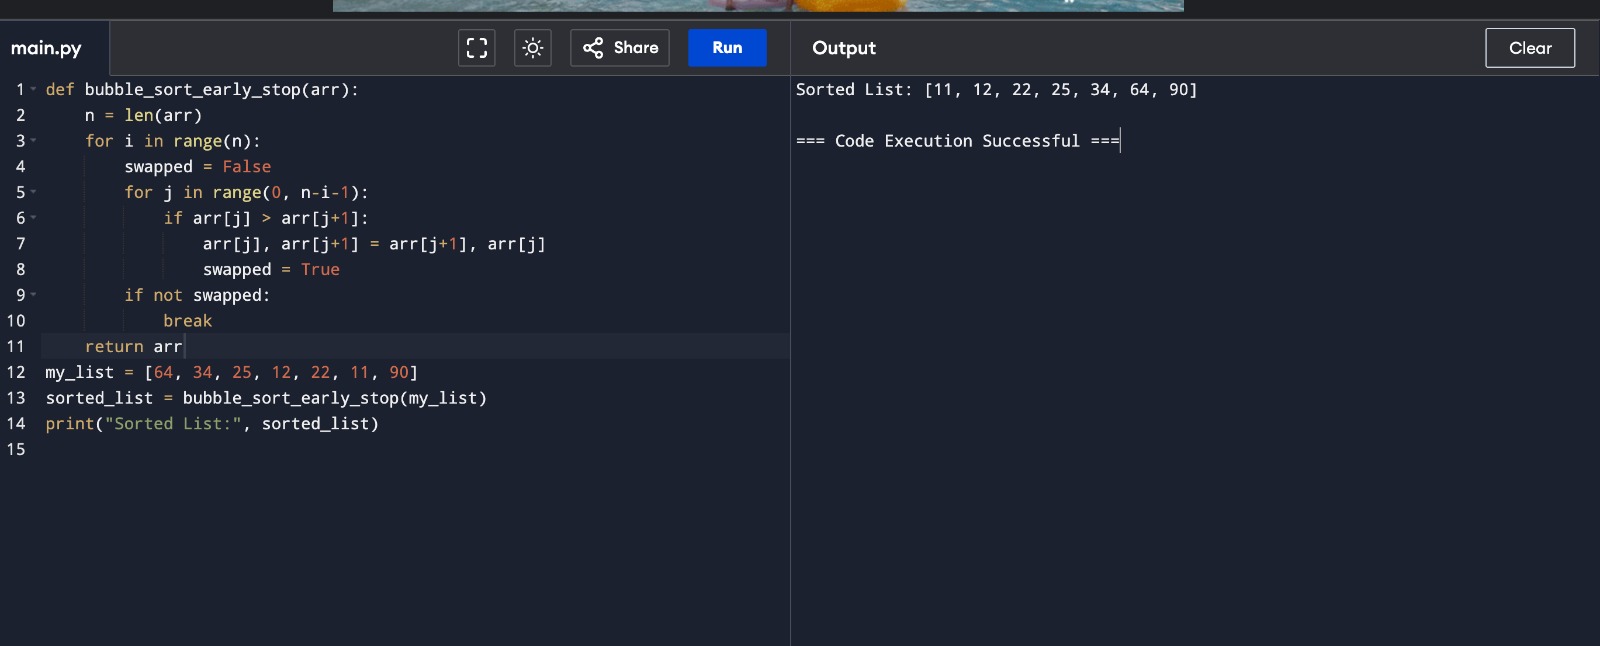 main.py
Share
Run
Output
Clear
1 def bubble_sort_early_stop(arr):
2     n = len(arr)
3     for i in range(n):
4         swapped = False
5         for j in range(0, n-i-1):
6             if arr[j] > arr[j+1]:
7                 arr[j], arr[j+1] = arr[j+1], arr[j]
8                 swapped = True
9         if not swapped:
10             break
11     return arr
12 my_list = [64, 34, 25, 12, 22, 11, 90]
13 sorted_list = bubble_sort_early_stop(my_list)
14 print("Sorted List:", sorted_list)
15
Sorted List: [11, 12, 22, 25, 34, 64, 90]
=== Code Execution Successful ===